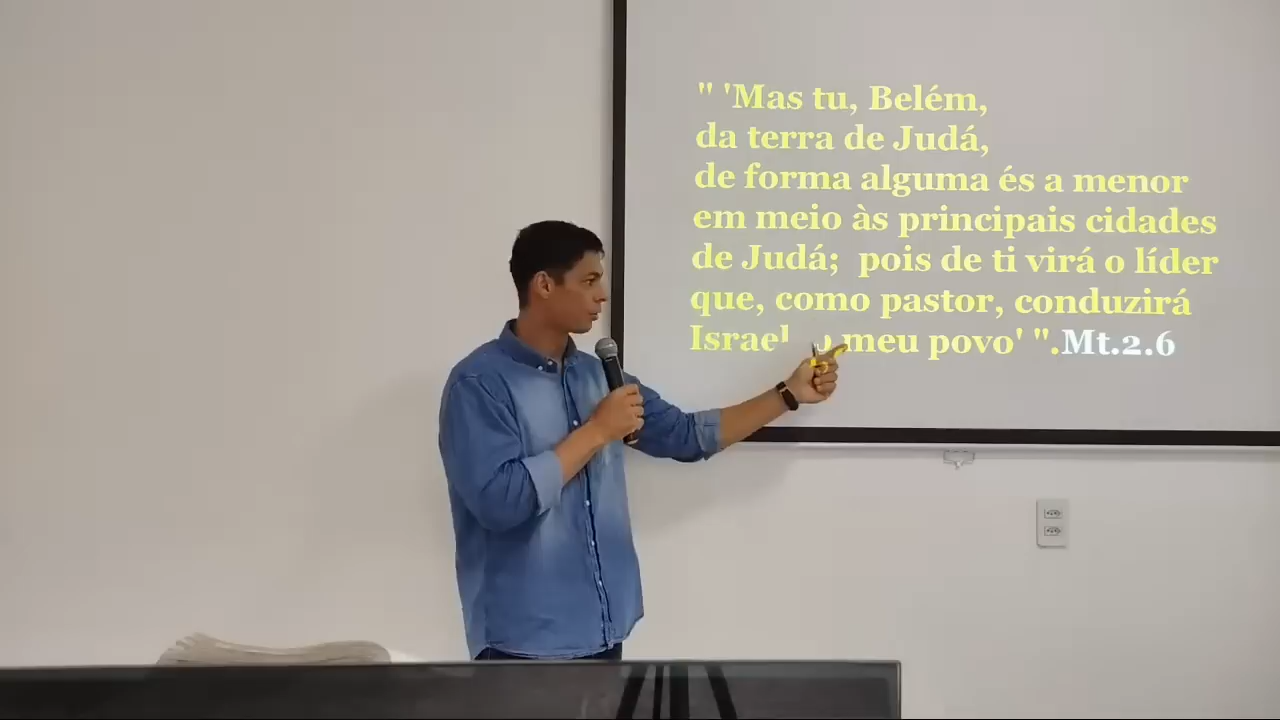 " 'Mas tu, Belém,
da terra de Judá,
de forma alguma és a menor
em meio às principais cidades
de Judá; pois de ti virá o líder
que, como pastor, conduzirá
Israel o meu povo' ".Mt.2.6